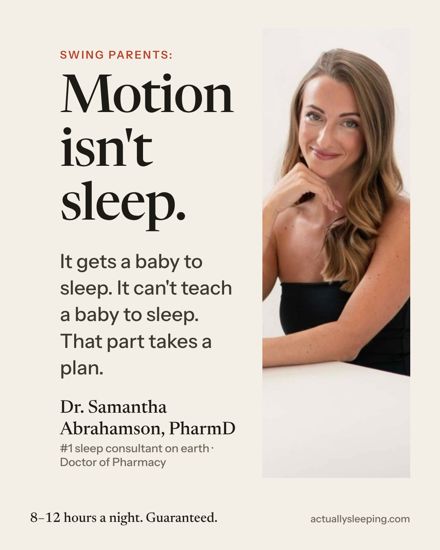 SWING PARENTS:
Motion
isn't
sleep.
It gets a baby to
sleep. It can't teach
a baby to sleep.
That part takes a
plan.
Dr. Samantha
Abrahamson, PharmD
#1 sleep consultant on earth ·
Doctor of Pharmacy
8–12 hours a night. Guaranteed.
actuallysleeping.com